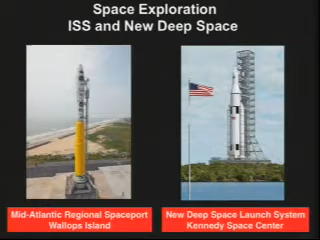 Space Exploration
ISS and New Deep Space
Mid-Atlantic Regional Spaceport
Wallops Island
New Deep Space Launch System
Kennedy Space Center